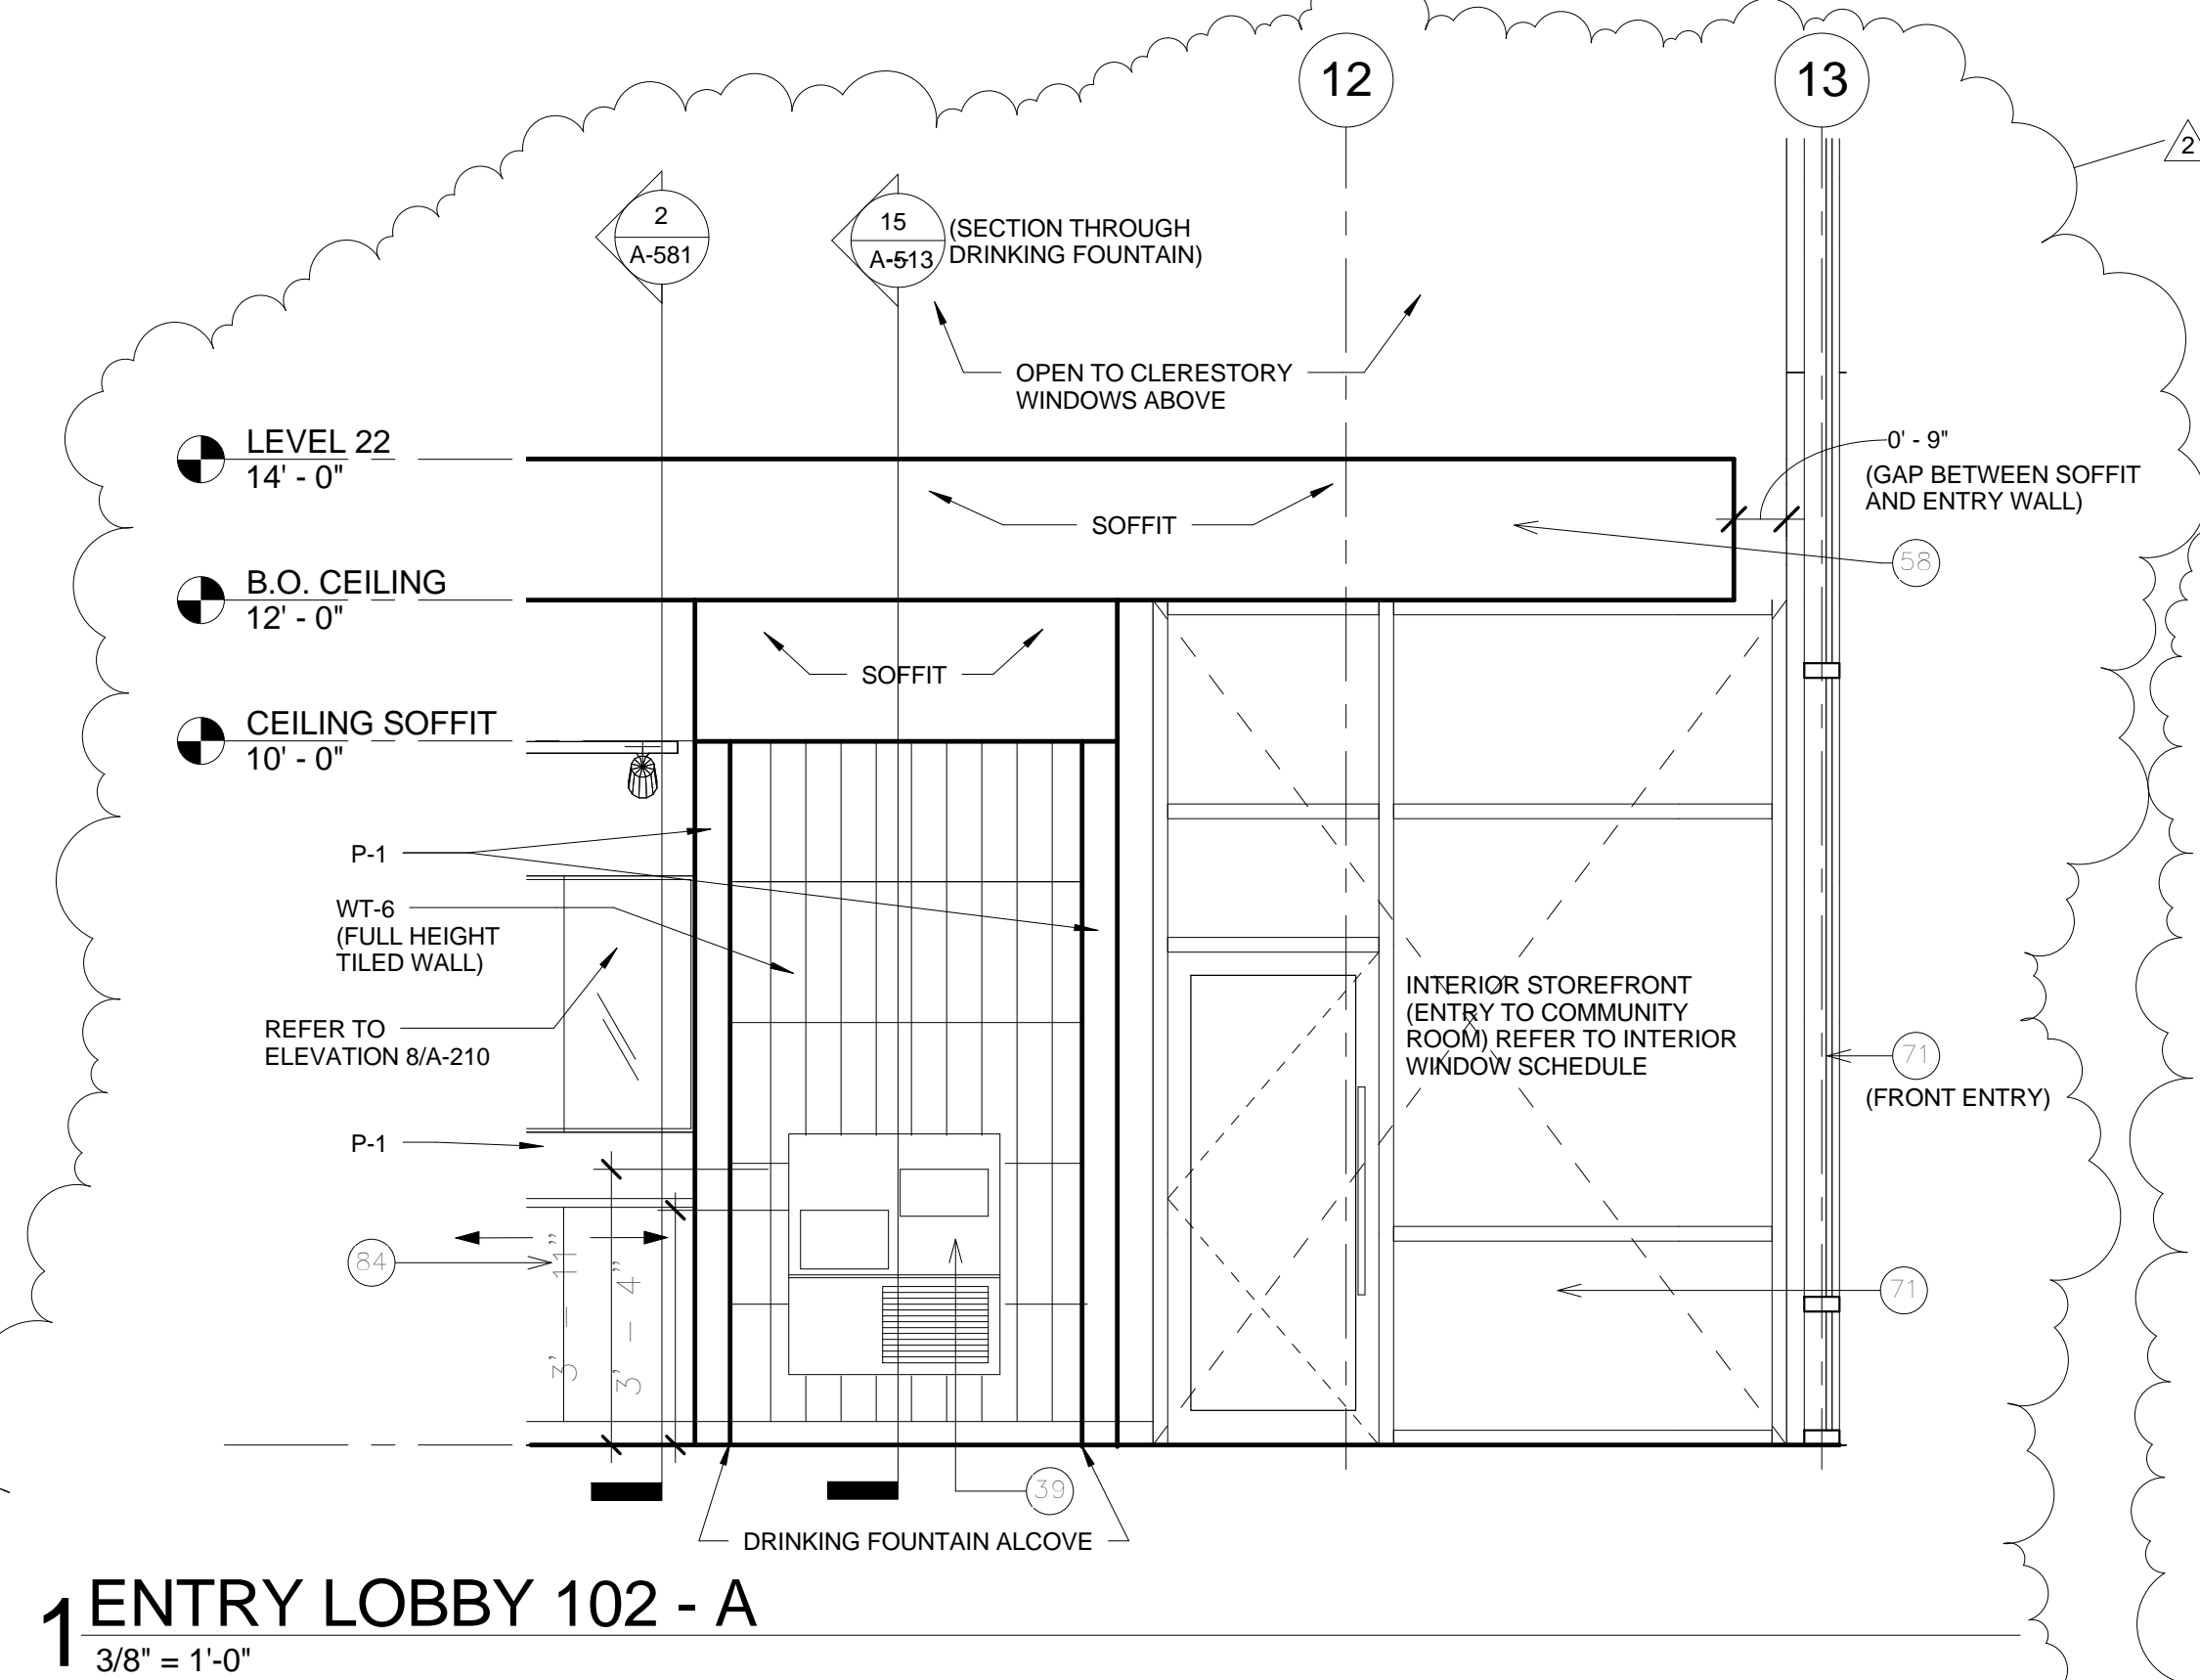 12
13
2
2
A-581
15
A-513
(SECTION THROUGH
DRINKING FOUNTAIN)
OPEN TO CLERESTORY
WINDOWS ABOVE
LEVEL 22
14' - 0"
0' - 9"
(GAP BETWEEN SOFFIT
AND ENTRY WALL)
SOFFIT
58
B.O. CEILING
12' - 0"
SOFFIT
CEILING SOFFIT
10' - 0"
P-1
WT-6
(FULL HEIGHT
TILED WALL)
REFER TO
ELEVATION 8/A-210
INTERIOR STOREFRONT
(ENTRY TO COMMUNITY
ROOM) REFER TO INTERIOR
WINDOW SCHEDULE
71
(FRONT ENTRY)
P-1
84
3' - 11"
3' - 4"
71
39
DRINKING FOUNTAIN ALCOVE
1
ENTRY LOBBY 102 - A
3/8" = 1'-0"